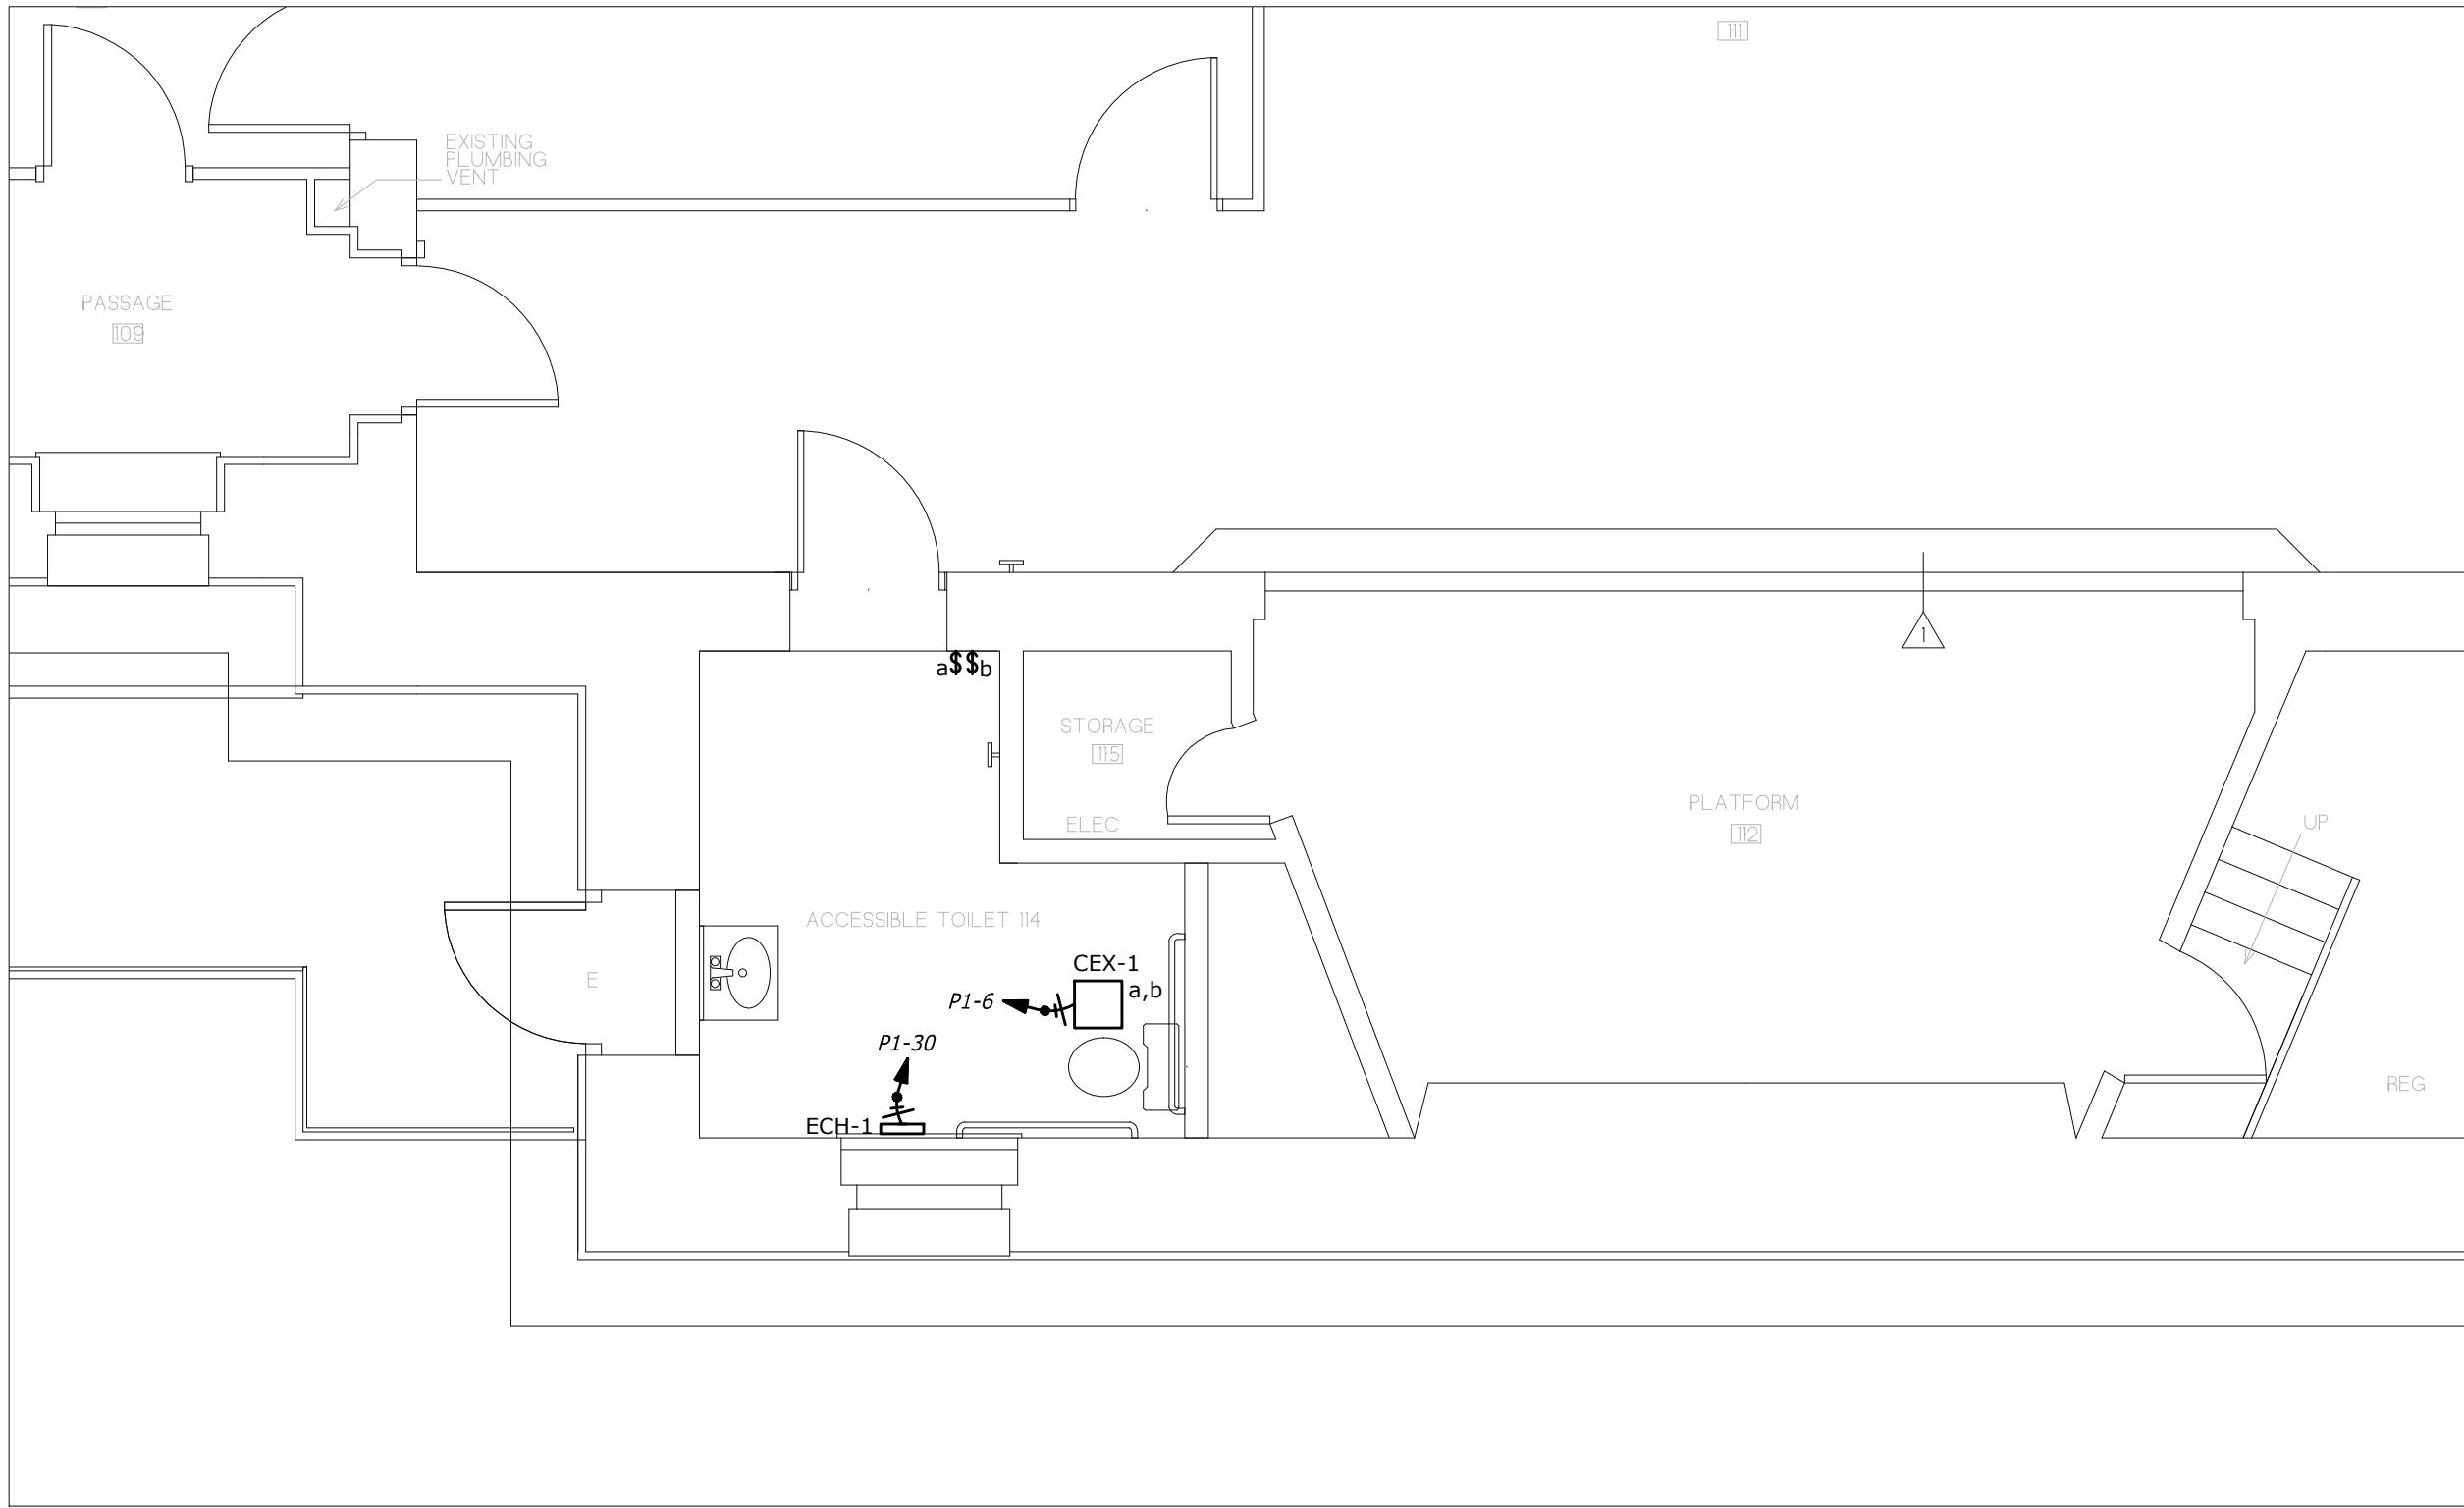 111
EXISTING
PLUMBING
VENT
PASSAGE
109
1
a$$b
STORAGE
115
ELEC
PLATFORM
112
UP
ACCESSIBLE TOILET 114
E
CEX-1
a,b
P1-6
P1-30
ECH-1
REG